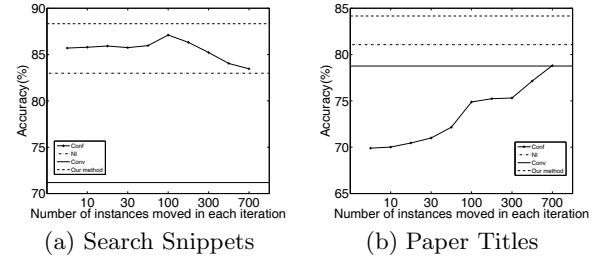 90
85
80
75
70
Accuracy(%)
Conf
NI
Conv
Our method
10 30 100 300 700
Number of instances moved in each iteration
(a) Search Snippets
85
80
75
70
65
Accuracy(%)
Conf
NI
Conv
Our method
10 30 100 300 700
Number of instances moved in each iteration
(b) Paper Titles